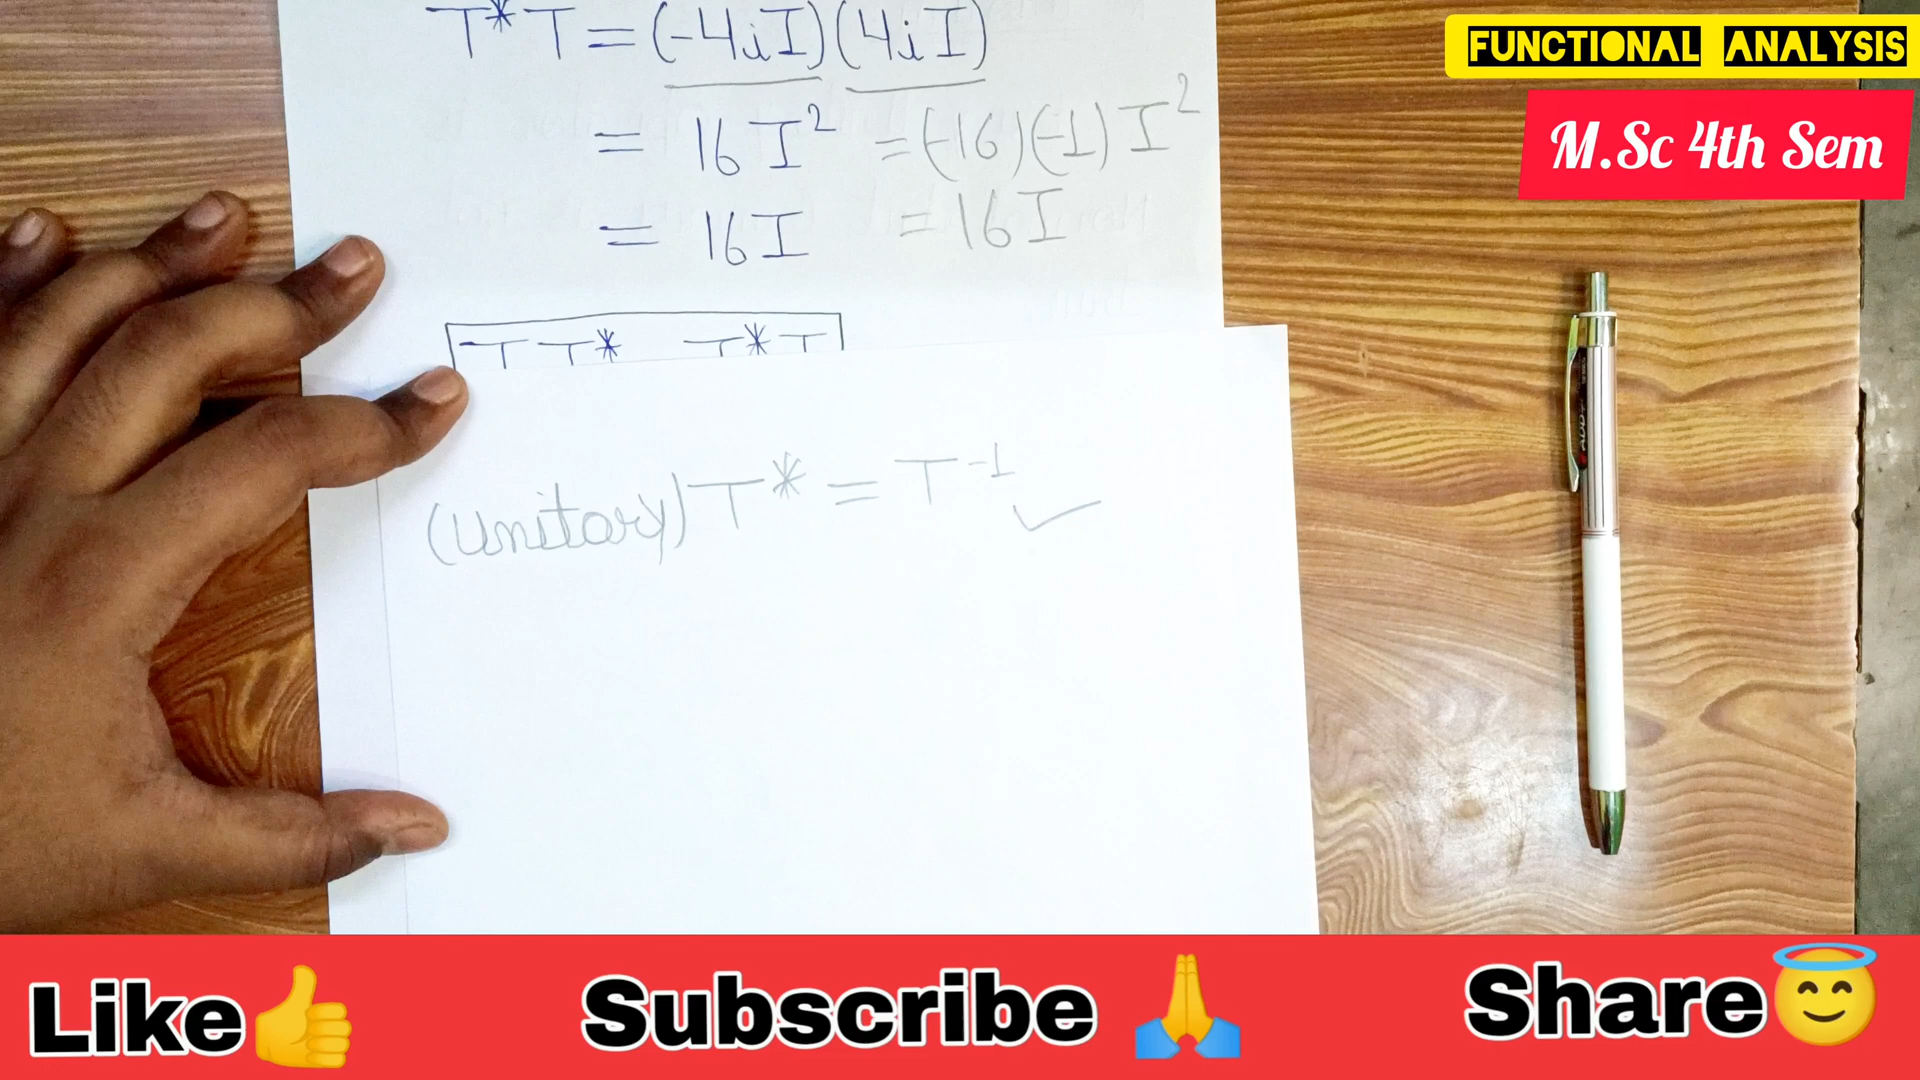 T* T = (-4iI)(4iI)
= 16 I² = (-16)(-1) I²
= 16 I = 16 I
T T* T* T
(Unitary) T* = T⁻¹
FUNCTIONAL ANALYSIS
M.Sc 4th Sem
Like👍 Subscribe 🙏 Share😇